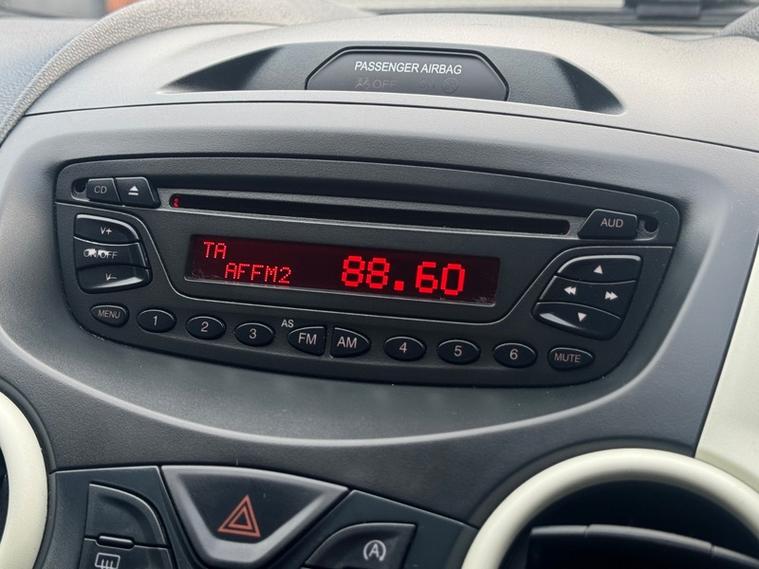 PASSENGER AIRBAG
OFF
CD
AUD
V+
ON/OFF
V-
TA
AFFM2 88.60
MENU
1
2
3
AS
FM
AM
4
5
6
MUTE
A